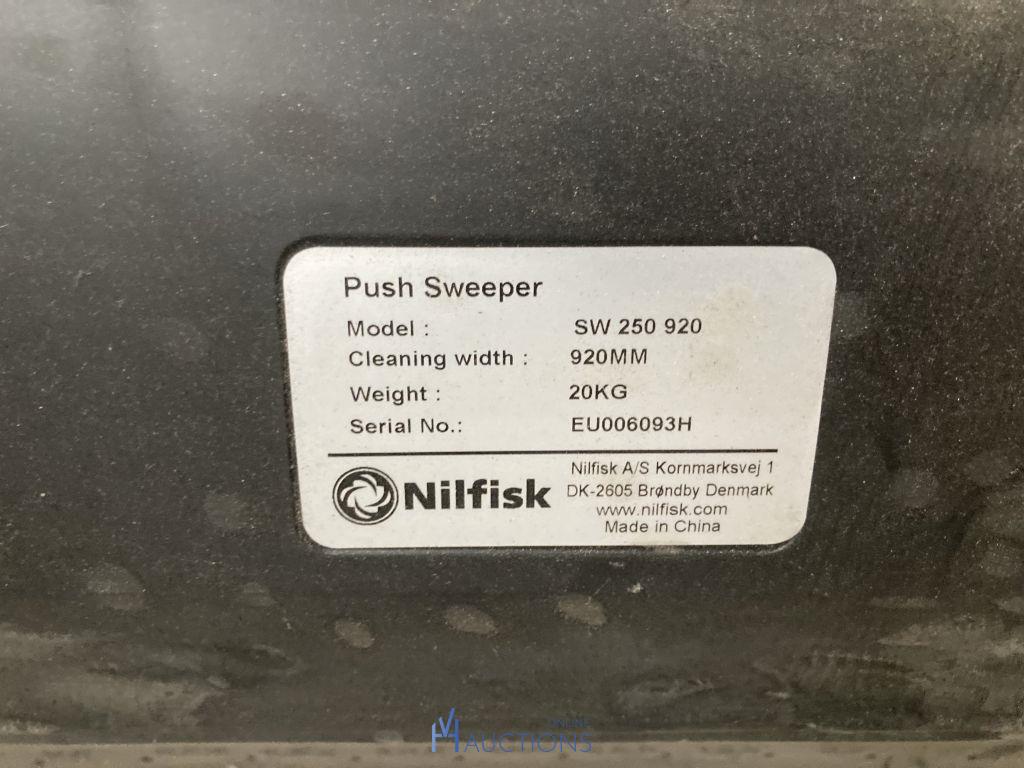 Push Sweeper
Model : SW 250 920
Cleaning width : 920MM
Weight : 20KG
Serial No.: EU006093H
Nilfisk
Nilfisk A/S Kornmarksvej 1
DK-2605 Brøndby Denmark
www.nilfisk.com
Made in China
ONLINE
AUCTIONS